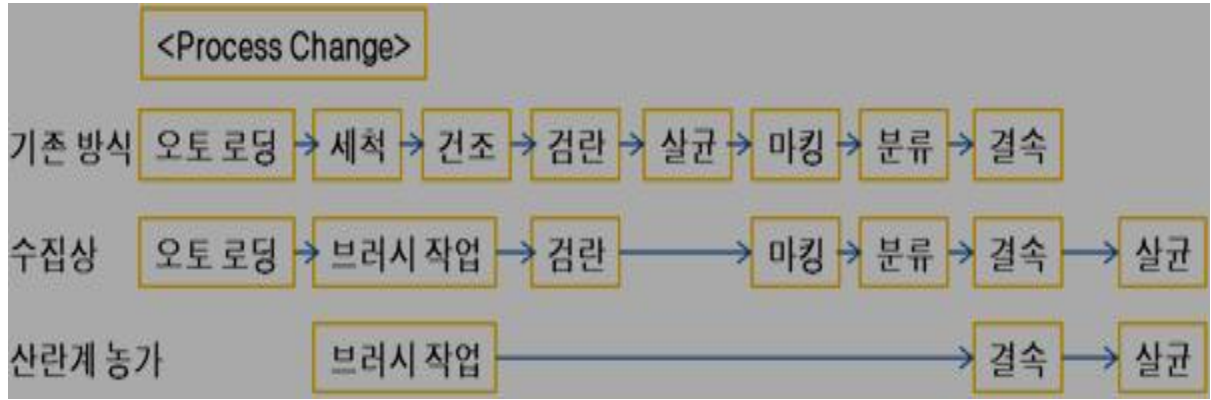 <Process Change>
기존 방식 오토 로딩 세척 건조 검란 살균 마킹 분류 결속
수집상 오토 로딩 브러시 작업 검란 마킹 분류 결속 살균
산란계 농가 브러시 작업 결속 살균